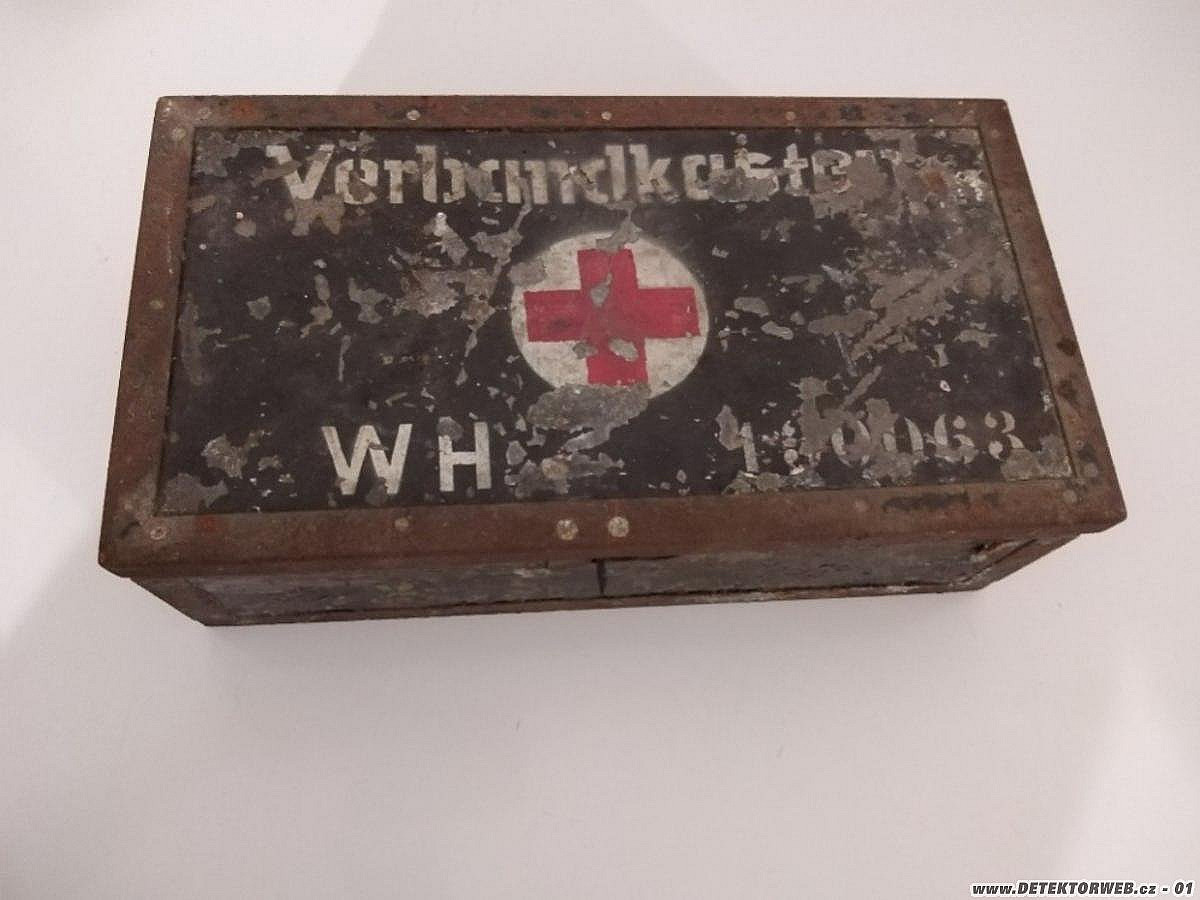 Verbandkasten
WH
www.DETEKTORWEB.cz - 01